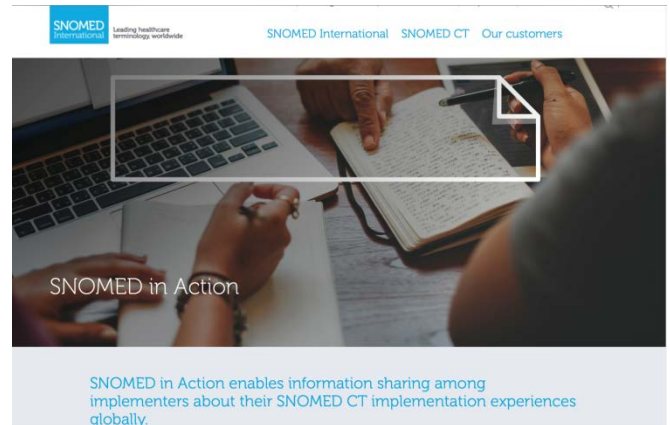 SNOMED
International
Leading healthcare
terminology, worldwide
SNOMED International SNOMED CT Our customers
SNOMED in Action
SNOMED in Action enables information sharing among
implementers about their SNOMED CT implementation experiences
globally.